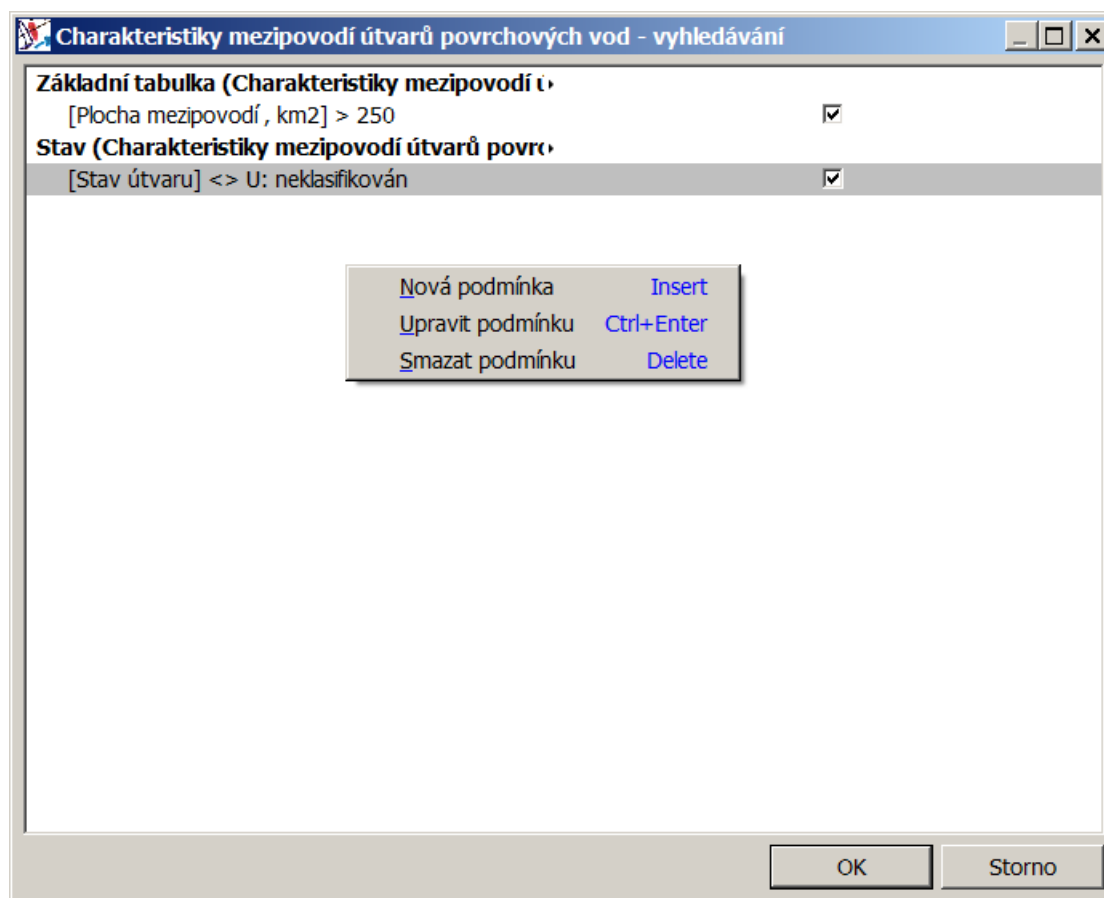 Charakteristiky mezipovodí útvarů povrchových vod - vyhledávání
Základní tabulka (Charakteristiky mezipovodí ú
[Plocha mezipovodí , km2] > 250
Stav (Charakteristiky mezipovodí útvarů povrc
[Stav útvaru] <> U: neklasifikován
Nová podmínka Insert
Upravit podmínku Ctrl+Enter
Smazat podmínku Delete
OK Storno